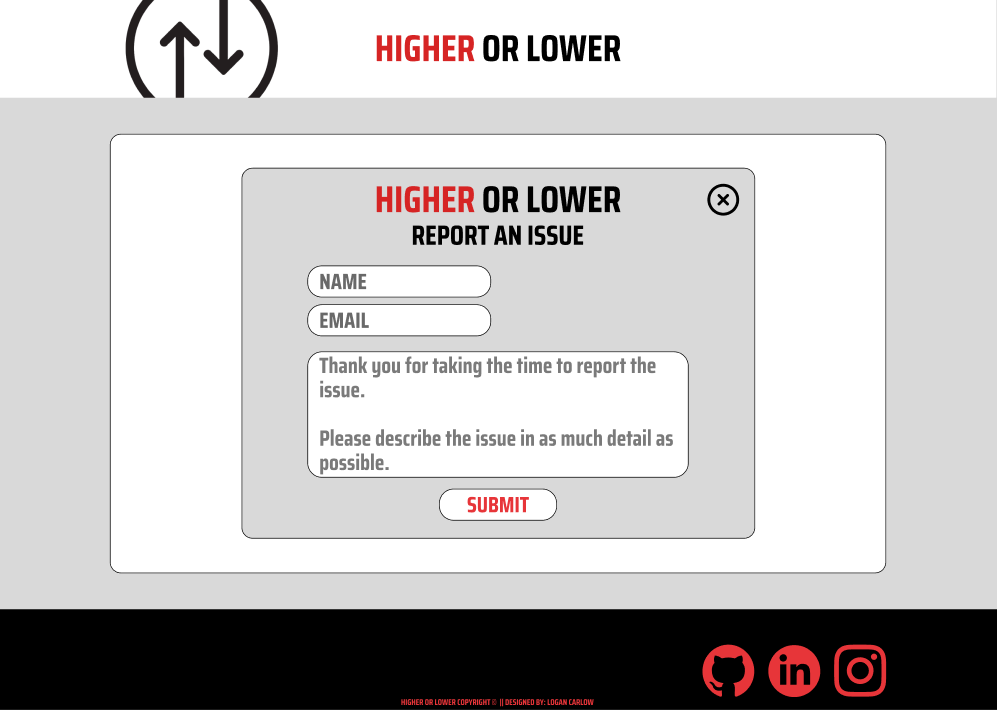 HIGHER OR LOWER
HIGHER OR LOWER
REPORT AN ISSUE
NAME
EMAIL
Thank you for taking the time to report the
issue.
Please describe the issue in as much detail as
possible.
SUBMIT
in
HIGHER OR LOWER COPYRIGHT © || DESIGNED BY: LOGAN CARLOW